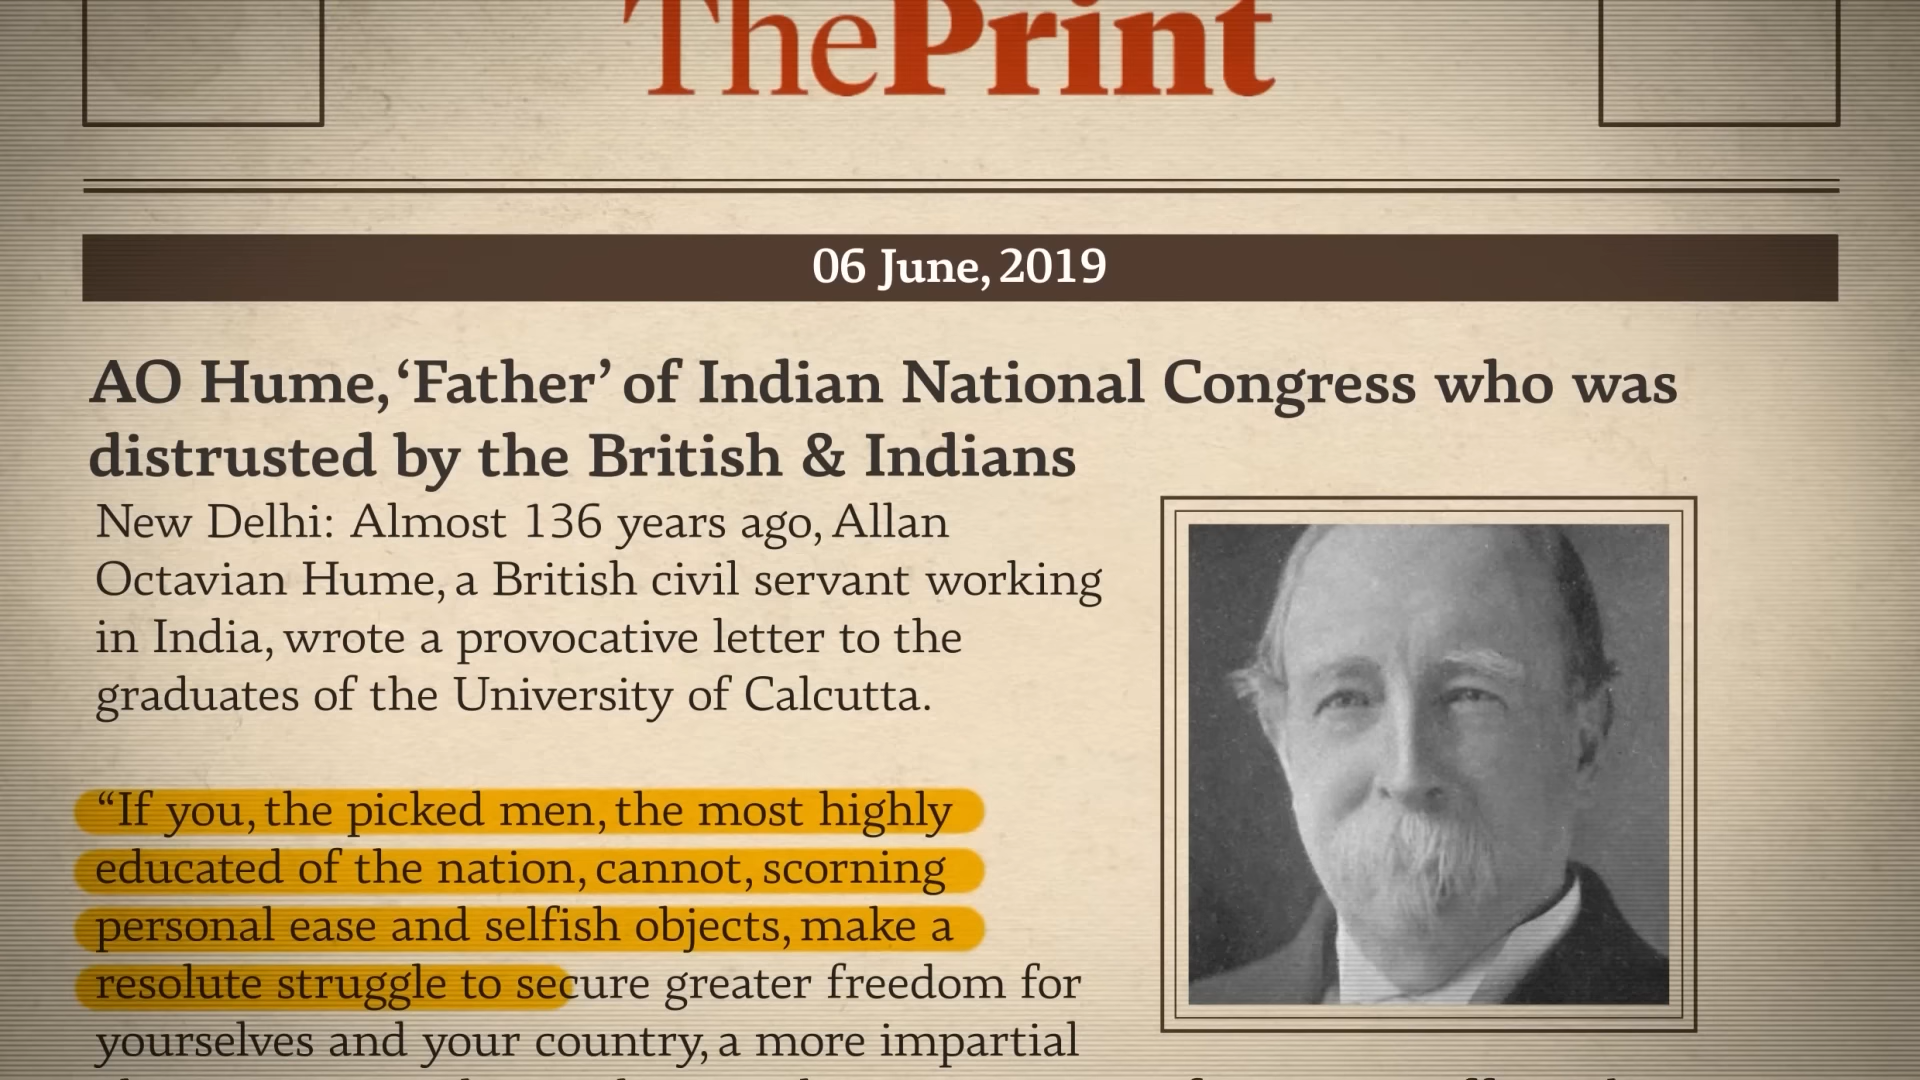 ThePrint
06 June, 2019
AO Hume, ‘Father’ of Indian National Congress who was
distrusted by the British & Indians
New Delhi: Almost 136 years ago, Allan
Octavian Hume, a British civil servant working
in India, wrote a provocative letter to the
graduates of the University of Calcutta.
“If you, the picked men, the most highly
educated of the nation, cannot, scorning
personal ease and selfish objects, make a
resolute struggle to secure greater freedom for
yourselves and your country, a more impartial